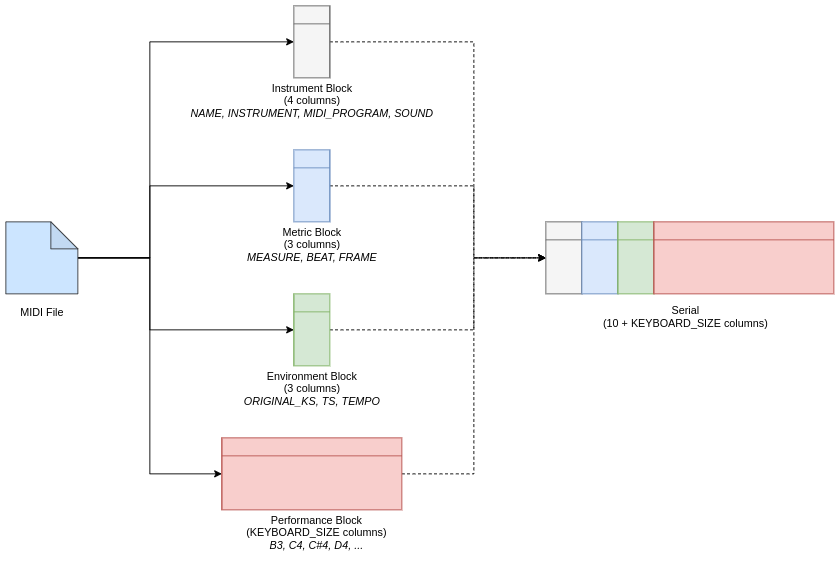 Instrument Block
(4 columns)
NAME, INSTRUMENT, MIDI_PROGRAM, SOUND
Metric Block
(3 columns)
MEASURE, BEAT, FRAME
MIDI File
Serial
(10 + KEYBOARD_SIZE columns)
Environment Block
(3 columns)
ORIGINAL_KS, TS, TEMPO
Performance Block
(KEYBOARD_SIZE columns)
B3, C4, C#4, D4, ...